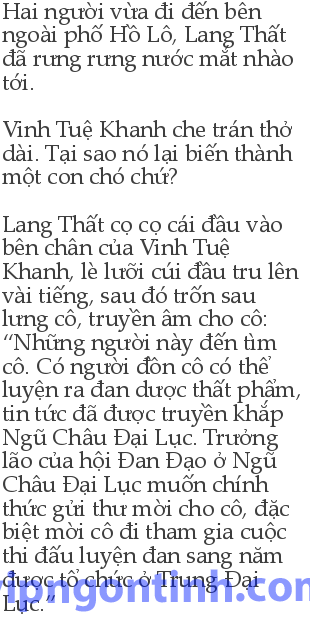 Hai người vừa đi đến bên
ngoài phố Hồ Lô, Lang Thất
đã rưng rưng nước mắt nhào
tới.
Vinh Tuệ Khanh che trán thở
dài. Tại sao nó lại biến thành
một con chó chứ?
Lang Thất cọ cọ cái đầu vào
bên chân của Vinh Tuệ
Khanh, lè lưỡi cúi đầu tru lên
vài tiếng, sau đó trốn sau
lưng cô, truyền âm cho cô:
“Những người này đến tìm
cô. Có người đồn cô có thể
luyện ra đan dược thất phẩm,
tin tức đã được truyền khắp
Ngũ Châu Đại Lục. Trưởng
lão của hội Đan Đạo ở Ngũ
Châu Đại Lục muốn chính
thức gửi thư mời cho cô, đặc
biệt mời cô đi tham gia cuộc
thi đấu luyện đan sang năm
được tổ chức ở Trung Đại
Lục.”
pngontinh.com